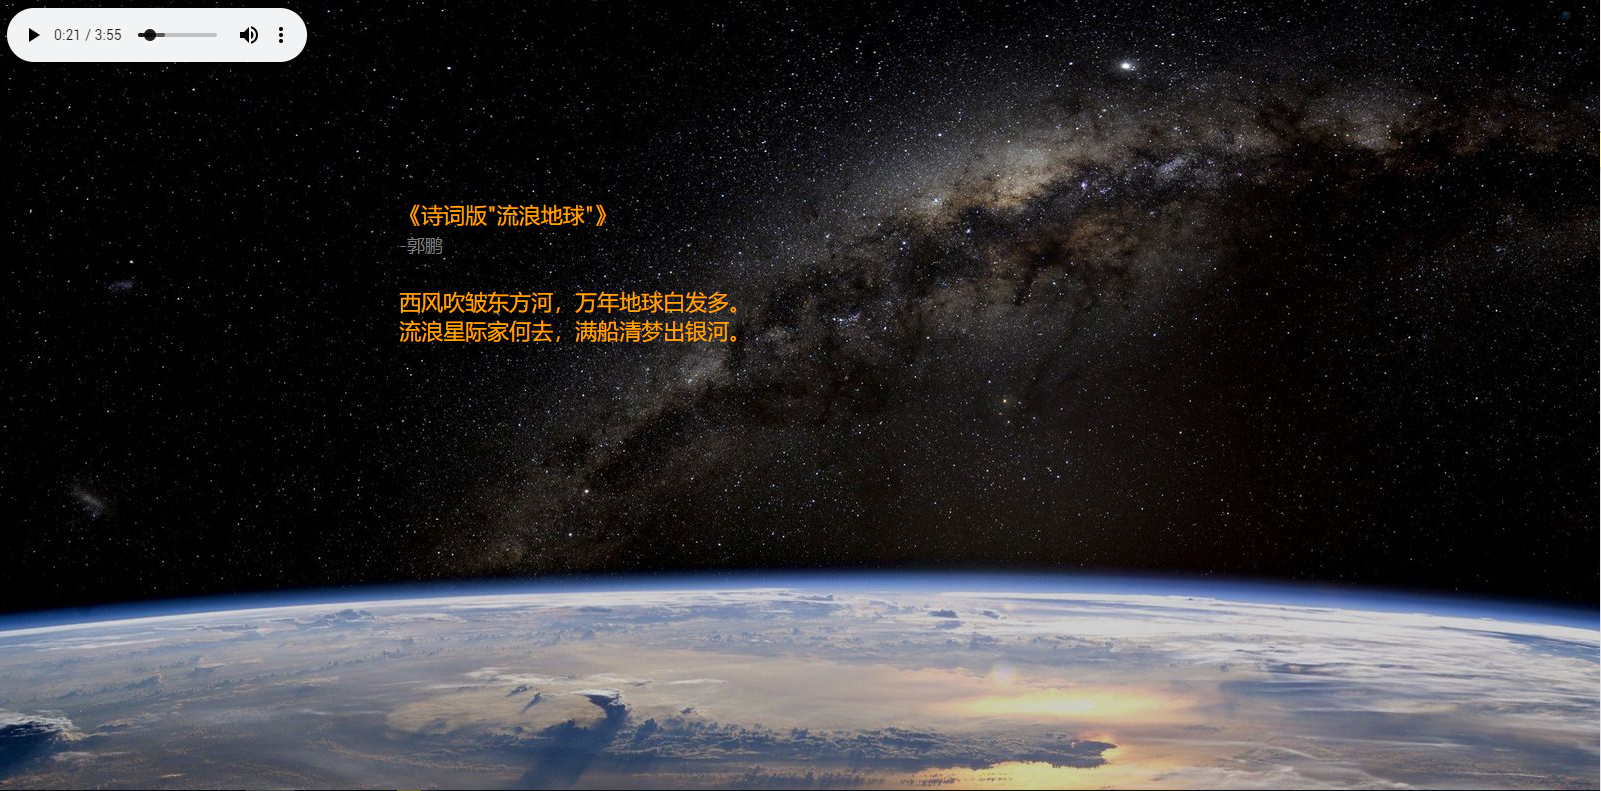 0:21 / 3:55
《诗词版"流浪地球"》
-郭鹏
西风吹皱东方河，万年地球白发多。
流浪星际家何去，满船清梦出银河。